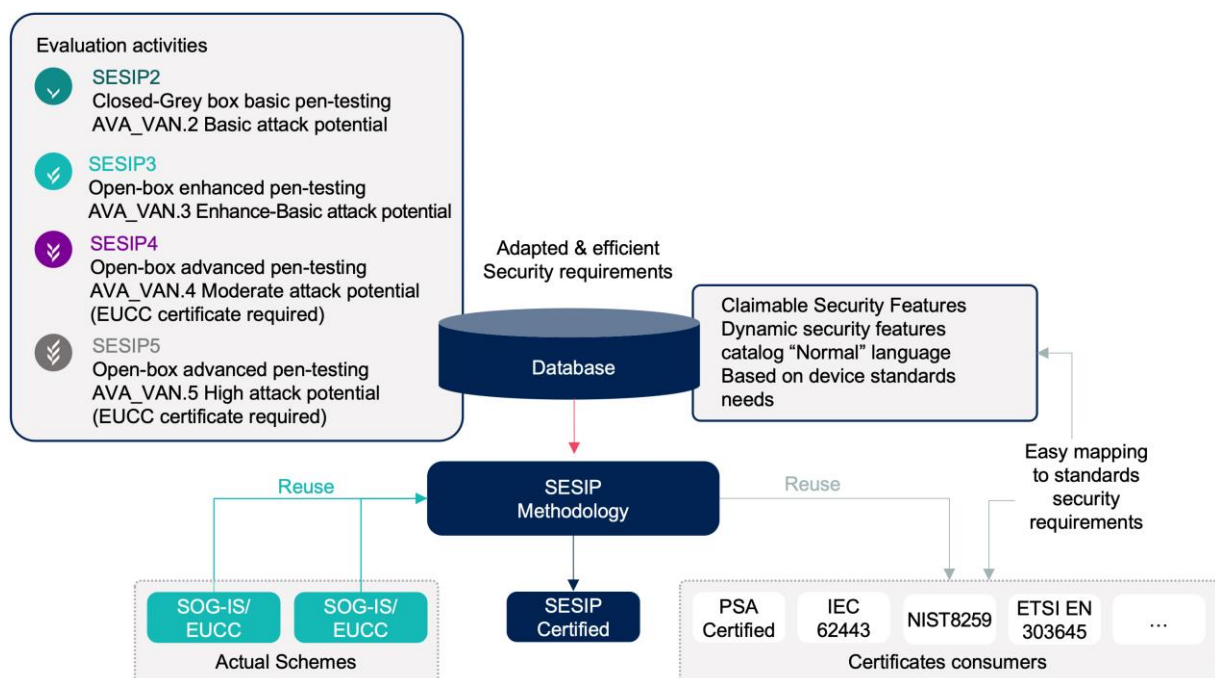 Evaluation activities
SESIP2
Closed-Grey box basic pen-testing
AVA_VAN.2 Basic attack potential
SESIP3
Open-box enhanced pen-testing
AVA_VAN.3 Enhance-Basic attack potential
SESIP4
Open-box advanced pen-testing
AVA_VAN.4 Moderate attack potential
(EUCC certificate required)
SESIP5
Open-box advanced pen-testing
AVA_VAN.5 High attack potential
(EUCC certificate required)
Adapted & efficient
Security requirements
Database
Claimable Security Features
Dynamic security features
catalog “Normal” language
Based on device standards
needs
Easy mapping
to standards
security
requirements
Reuse
SESIP
Methodology
Reuse
SOG-IS/
EUCC
SOG-IS/
EUCC
Actual Schemes
SESIP
Certified
PSA
Certified
IEC
62443
NIST8259
ETSI EN
303645
...
Certificates consumers